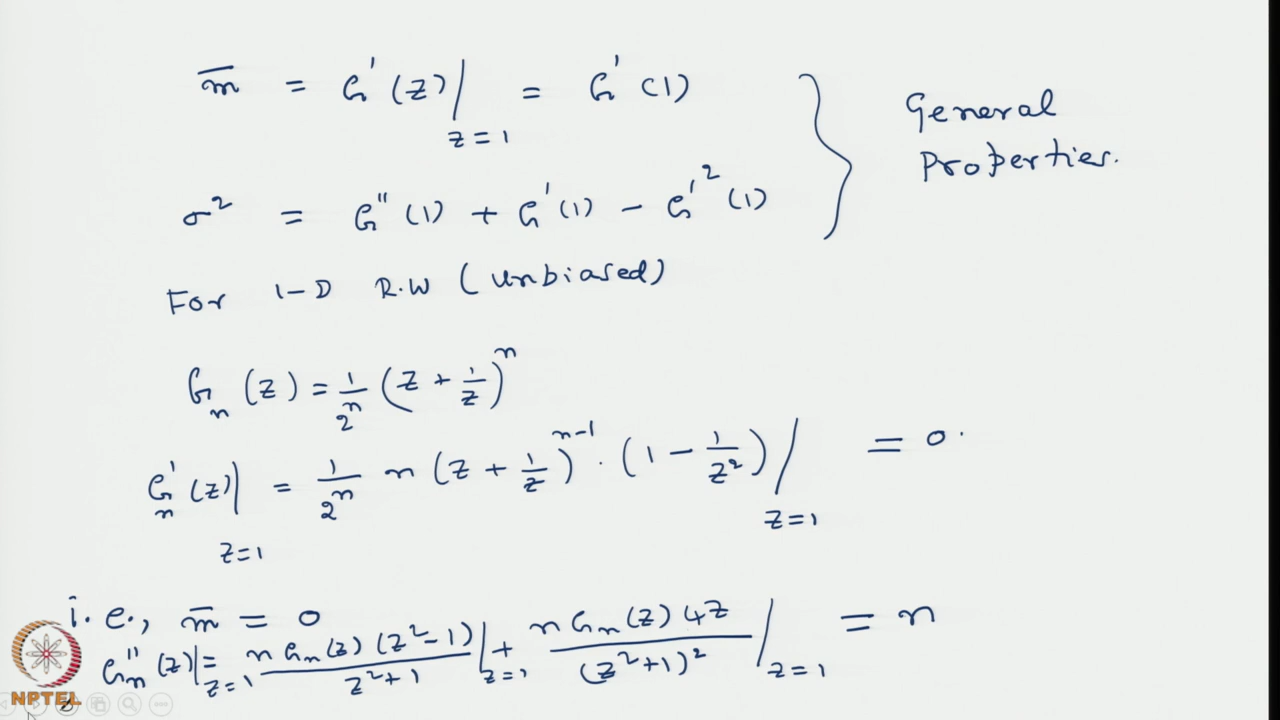 m̄ = G'(z)|_{z=1} = G'(1)
σ² = G''(1) + G'(1) − G'²(1)
General
Properties.
For 1-D R.W (unbiased)
G_n(z) = 1/2^n (z + 1/z)^n
G'_n(z)|_{z=1} = 1/2^n n (z + 1/z)^{n-1} · (1 − 1/z²)|_{z=1} = 0.
i.e., m̄ = 0
G''_n(z)|_{z=1} = n G_n(z) (z²−1) / z²+1 |_{z=1} + n G_n(z) 4z / (z²+1)² |_{z=1} = n
NPTEL